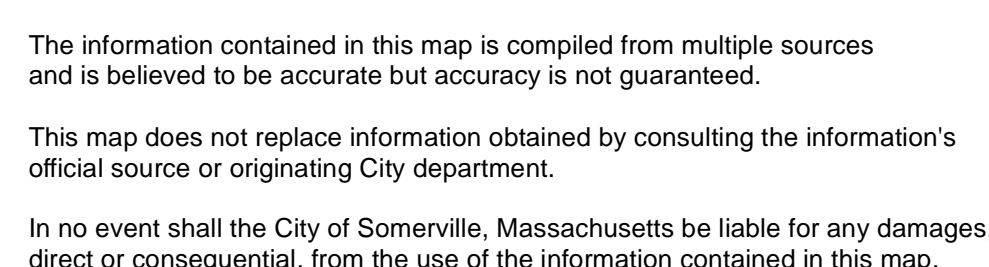 The information contained in this map is compiled from multiple sources
and is believed to be accurate but accuracy is not guaranteed.
This map does not replace information obtained by consulting the information's
official source or originating City department.
In no event shall the City of Somerville, Massachusetts be liable for any damages
direct or consequential, from the use of the information contained in this map.